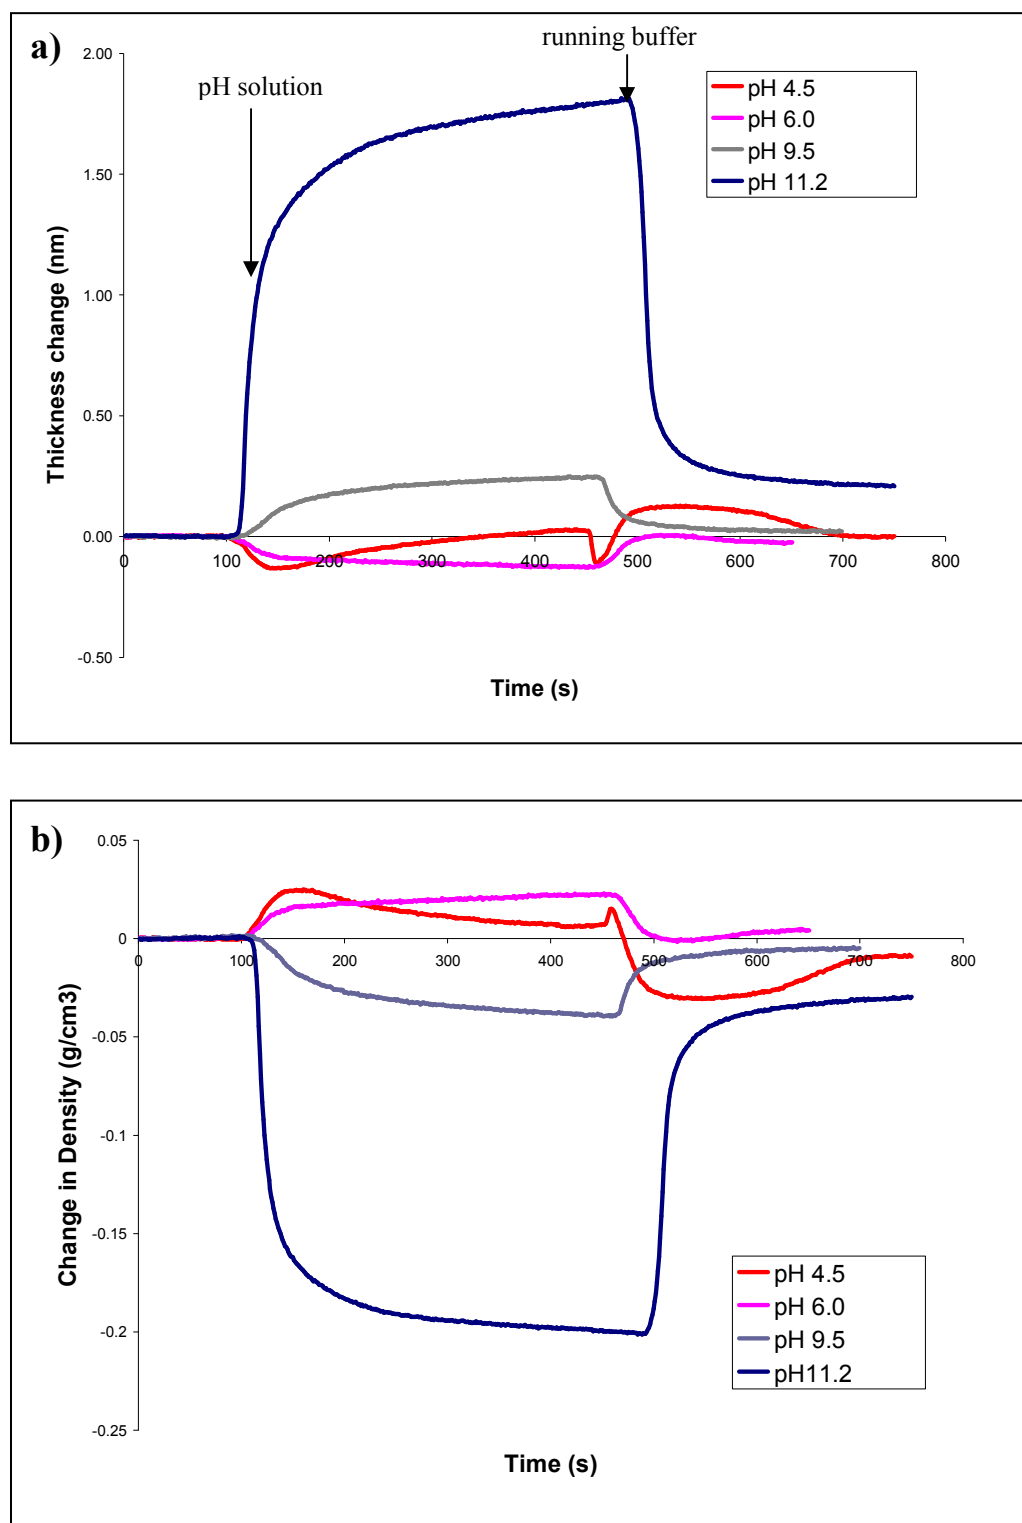 a)
running buffer
pH solution
2.00
1.50
1.00
0.50
0.00
-0.50
0 100 200 300 400 500 600 700 800
Thickness change (nm)
Time (s)
pH 4.5
pH 6.0
pH 9.5
pH 11.2
b)
0.05
0
-0.05
-0.1
-0.15
-0.2
-0.25
0 100 200 300 400 500 600 700 800
Change in Density (g/cm3)
Time (s)
pH 4.5
pH 6.0
pH 9.5
pH11.2